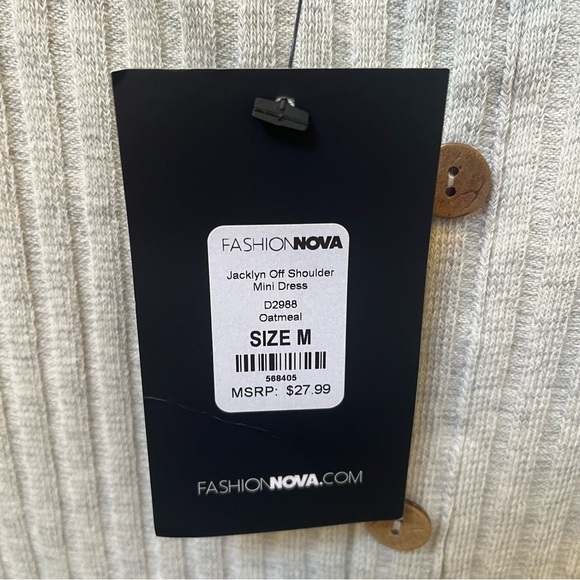 FASHIONNOVA
Jacklyn Off Shoulder
Mini Dress
D2988
Oatmeal
SIZE M
568405
MSRP: $27.99
FASHIONNOVA.COM